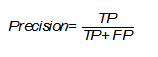 Precision= TP
TP+FP